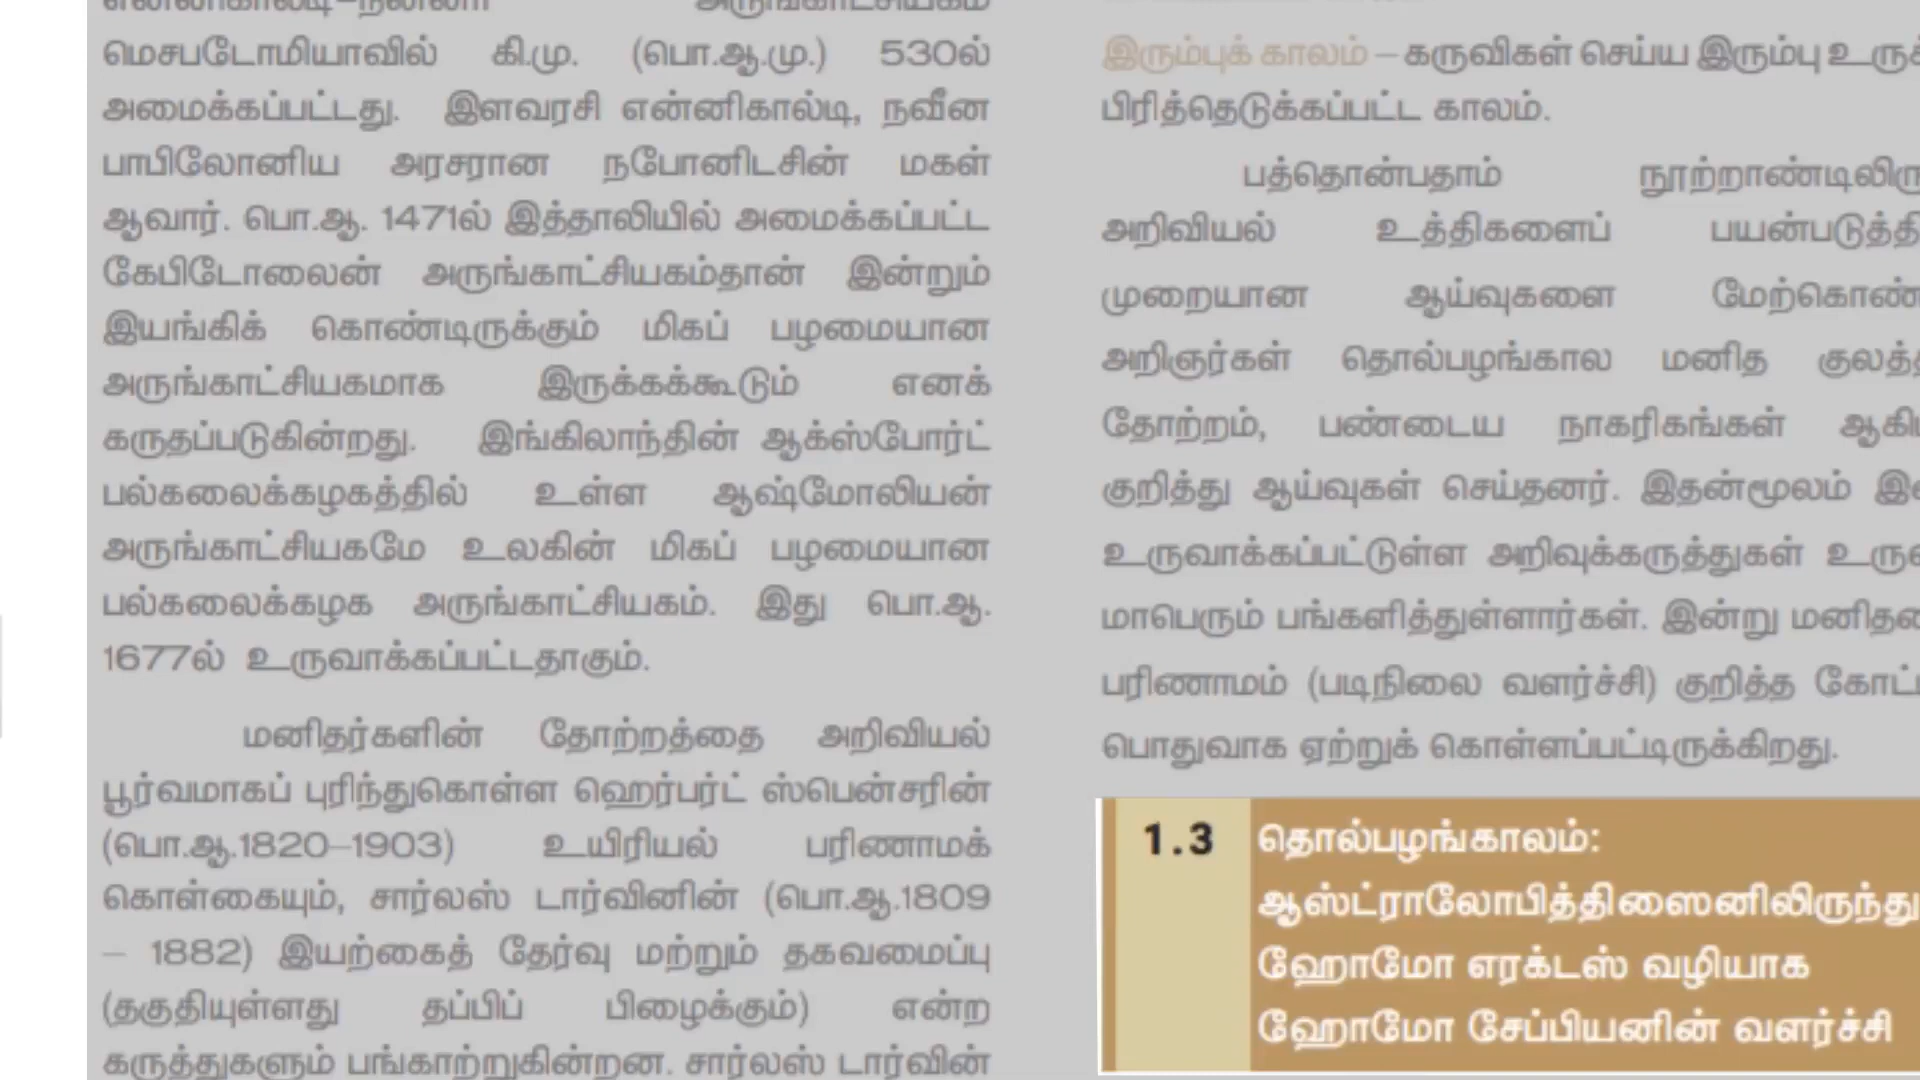 மெசபடோமியாவில் கி.மு. (பொ.ஆ.மு.) 530ல்
அமைக்கப்பட்டது. இளவரசி என்னிகால்டி, நவீன
பாபிலோனிய அரசரான நபோனிடசின் மகள்
ஆவார். பொ.ஆ. 1471ல் இத்தாலியில் அமைக்கப்பட்ட
கேபிடோலைன் அருங்காட்சியகம்தான் இன்றும்
இயங்கிக் கொண்டிருக்கும் மிகப் பழமையான
அருங்காட்சியகமாக இருக்கக்கூடும் எனக்
கருதப்படுகின்றது. இங்கிலாந்தின் ஆக்ஸ்போர்ட்
பல்கலைக்கழகத்தில் உள்ள ஆஷ்மோலியன்
அருங்காட்சியகமே உலகின் மிகப் பழமையான
பல்கலைக்கழக அருங்காட்சியகம். இது பொ.ஆ.
1677ல் உருவாக்கப்பட்டதாகும்.
மனிதர்களின் தோற்றத்தை அறிவியல்
பூர்வமாகப் புரிந்துகொள்ள ஹெர்பர்ட் ஸ்பென்சரின்
(பொ.ஆ.1820–1903) உயிரியல் பரிணாமக்
கொள்கையும், சார்லஸ் டார்வினின் (பொ.ஆ.1809
– 1882) இயற்கைத் தேர்வு மற்றும் தகவமைப்பு
(தகுதியுள்ளது தப்பிப் பிழைக்கும்) என்ற
கருத்துகளும் பங்காற்றுகின்றன. சார்லஸ் டார்வின்
இரும்புக் காலம் – கருவிகள் செய்ய இரும்பு
பிரித்தெடுக்கப்பட்ட காலம்.
பத்தொன்பதாம்
அறிவியல் உத்திகளைப்
முறையான ஆய்வுகளை
அறிஞர்கள் தொல்பழங்கால மனித
தோற்றம், பண்டைய நாகரிகங்கள்
குறித்து ஆய்வுகள் செய்தனர். இதன்மூலம்
உருவாக்கப்பட்டுள்ள அறிவுக்கருத்துகள்
மாபெரும் பங்களித்துள்ளார்கள். இன்று
பரிணாமம் (படிநிலை வளர்ச்சி) குறித்த
பொதுவாக ஏற்றுக் கொள்ளப்பட்டிருக்கிறது.
1.3 தொல்பழங்காலம்:
ஆஸ்ட்ராலோபித்திஸைனிலிருந்து
ஹோமோ எரக்டஸ் வழியாக
ஹோமோ சேப்பியனின் வளர்ச்சி